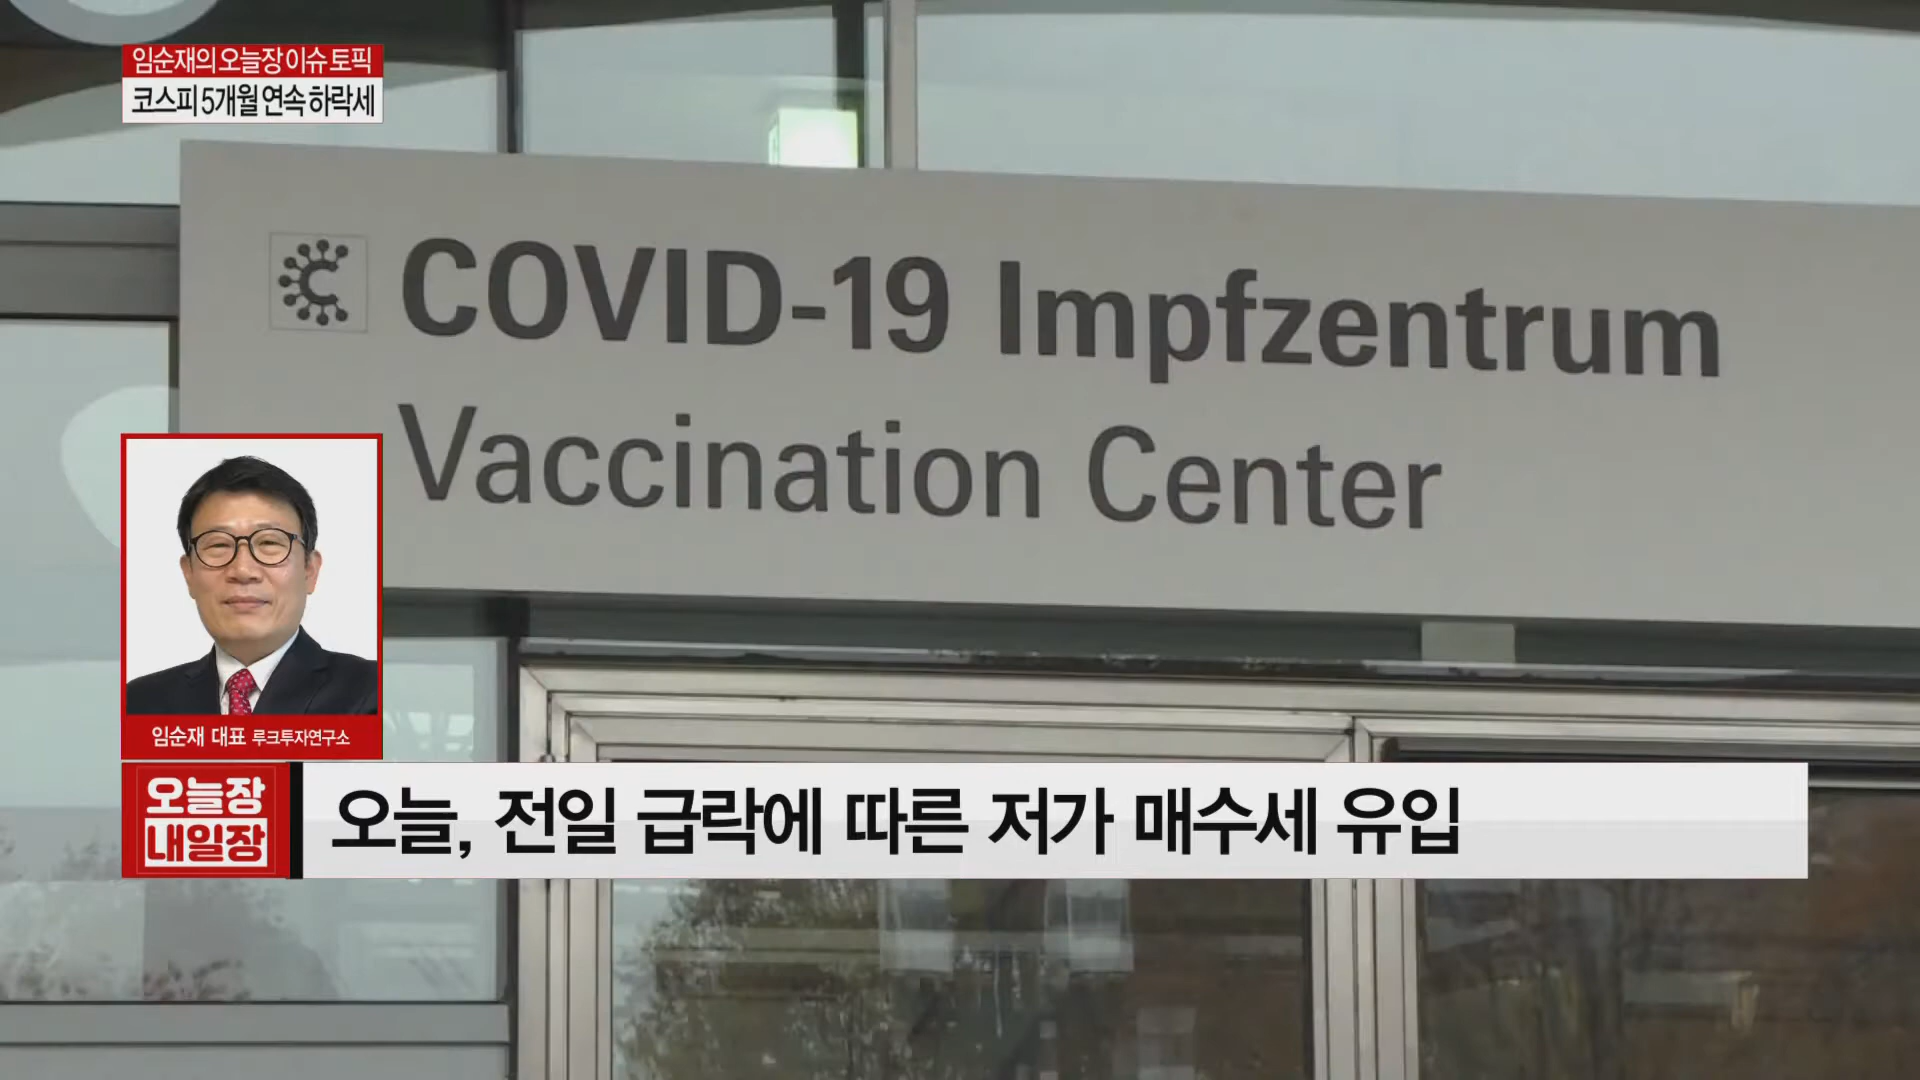 임순재의 오늘장 이슈 토픽
코스피 5개월 연속 하락세
COVID-19 Impfzentrum
Vaccination Center
임순재 대표 루크투자연구소
오늘장
내일장
오늘, 전일 급락에 따른 저가 매수세 유입